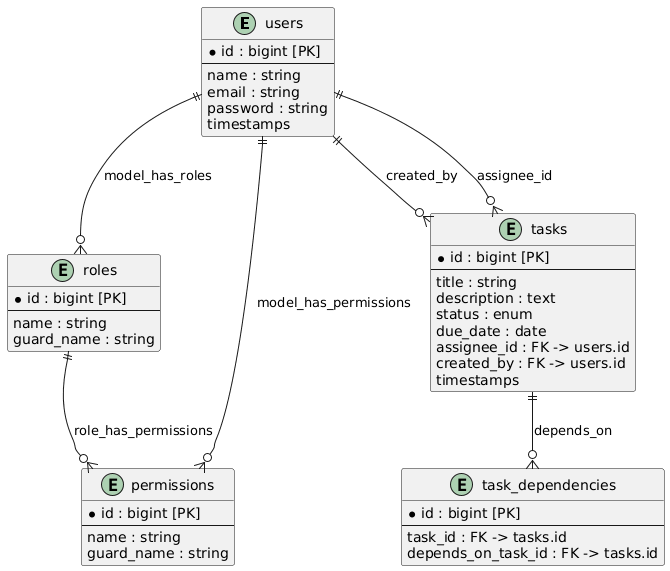 E users
* id : bigint [PK]
name : string
email : string
password : string
timestamps
model_has_roles
created_by
assignee_id
E tasks
* id : bigint [PK]
title : string
description : text
status : enum
due_date : date
assignee_id : FK -> users.id
created_by : FK -> users.id
timestamps
E roles
* id : bigint [PK]
name : string
guard_name : string
model_has_permissions
role_has_permissions
depends_on
E permissions
* id : bigint [PK]
name : string
guard_name : string
E task_dependencies
* id : bigint [PK]
task_id : FK -> tasks.id
depends_on_task_id : FK -> tasks.id